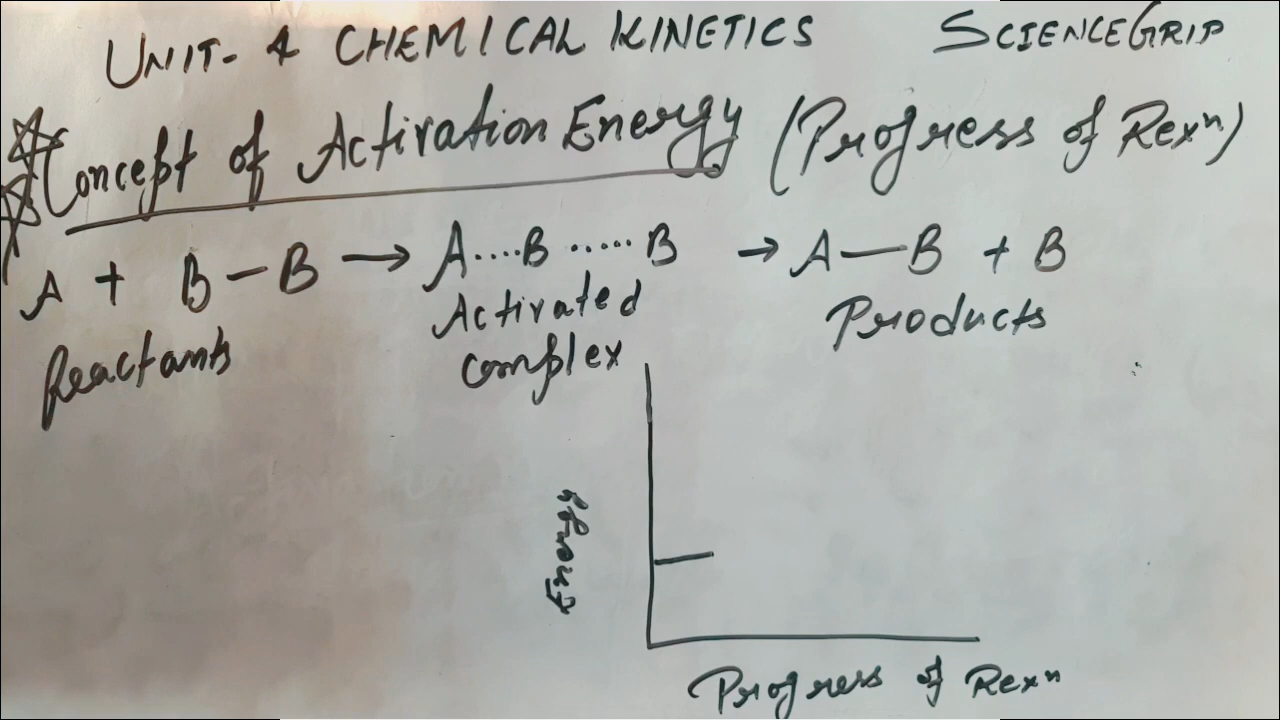 UNIT- 4 CHEMICAL KINETICS SCIENCEGRIP
Concept of Activation Energy (Progress of Rexⁿ)
A + B — B → A....B.....B → A — B + B
Reactants Activated complex Products
Energy
Progress of Rexⁿ